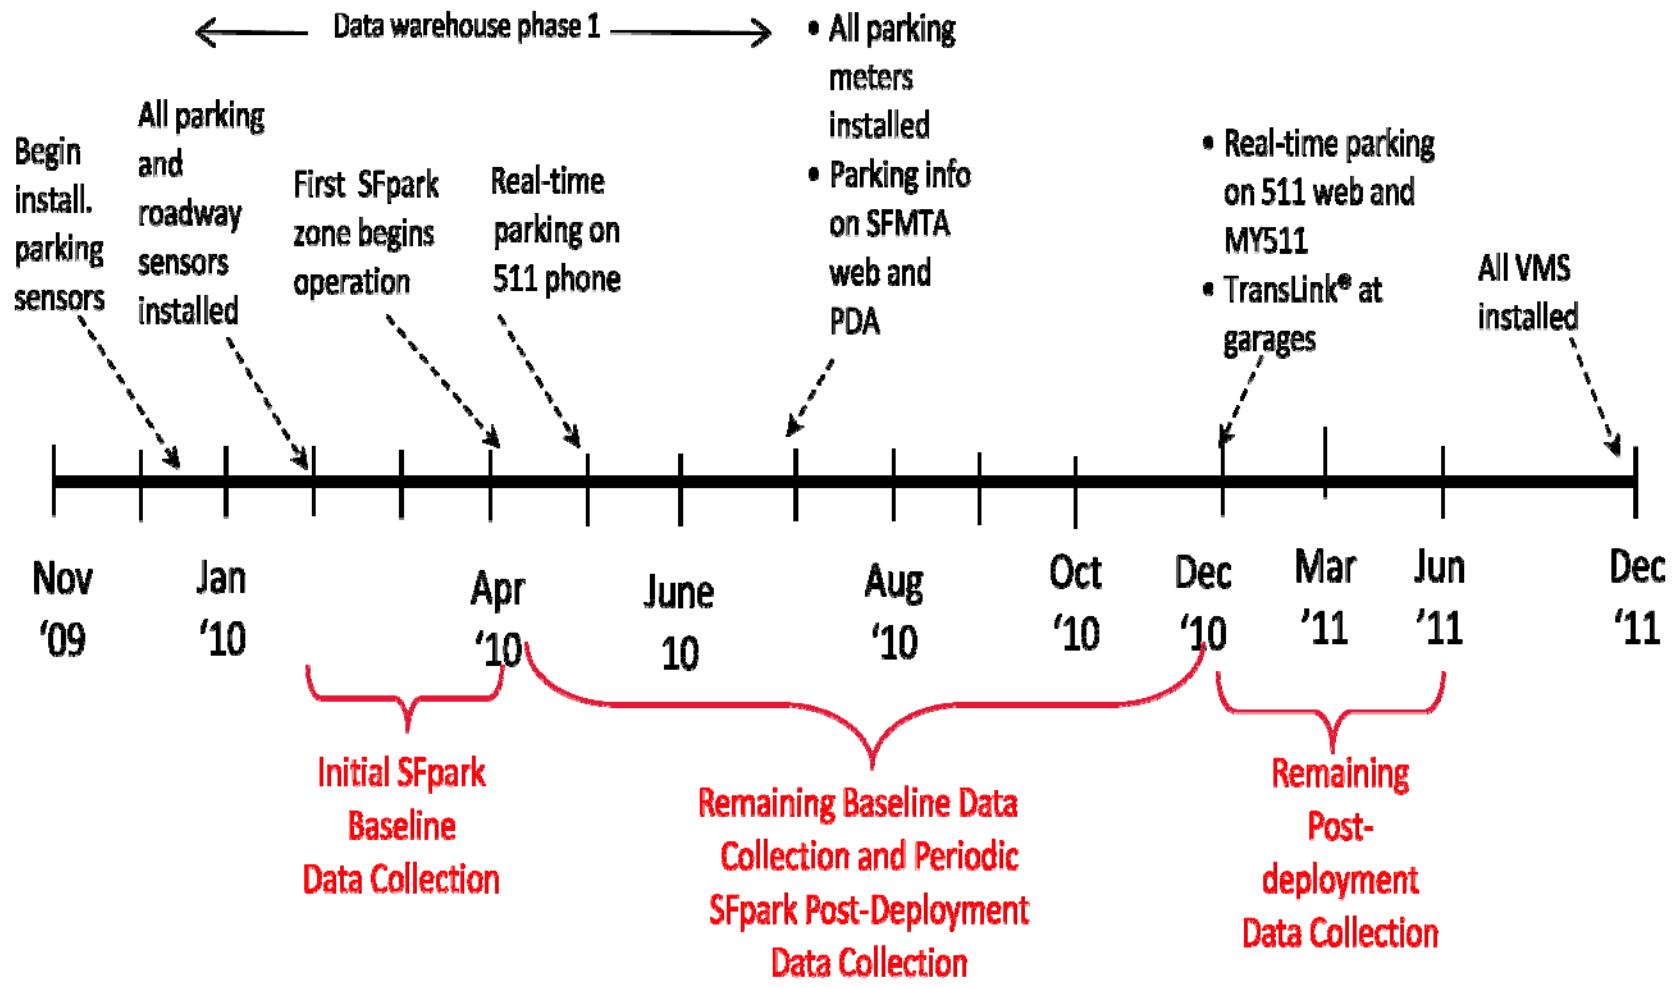 Data warehouse phase 1
Begin
install.
parking
sensors
All parking
and
roadway
sensors
installed
First SFpark
zone begins
operation
Real-time
parking on
511 phone
• All parking
meters
installed
• Parking info
on SFMTA
web and
PDA
• Real-time parking
on 511 web and
MY511
• TransLink® at
garages
All VMS
installed
Nov
‘09
Jan
‘10
Apr
‘10
June
10
Aug
‘10
Oct
‘10
Dec
‘10
Mar
’11
Jun
’11
Dec
‘11
Initial SFpark
Baseline
Data Collection
Remaining Baseline Data
Collection and Periodic
SFpark Post-Deployment
Data Collection
Remaining
Post-
deployment
Data Collection